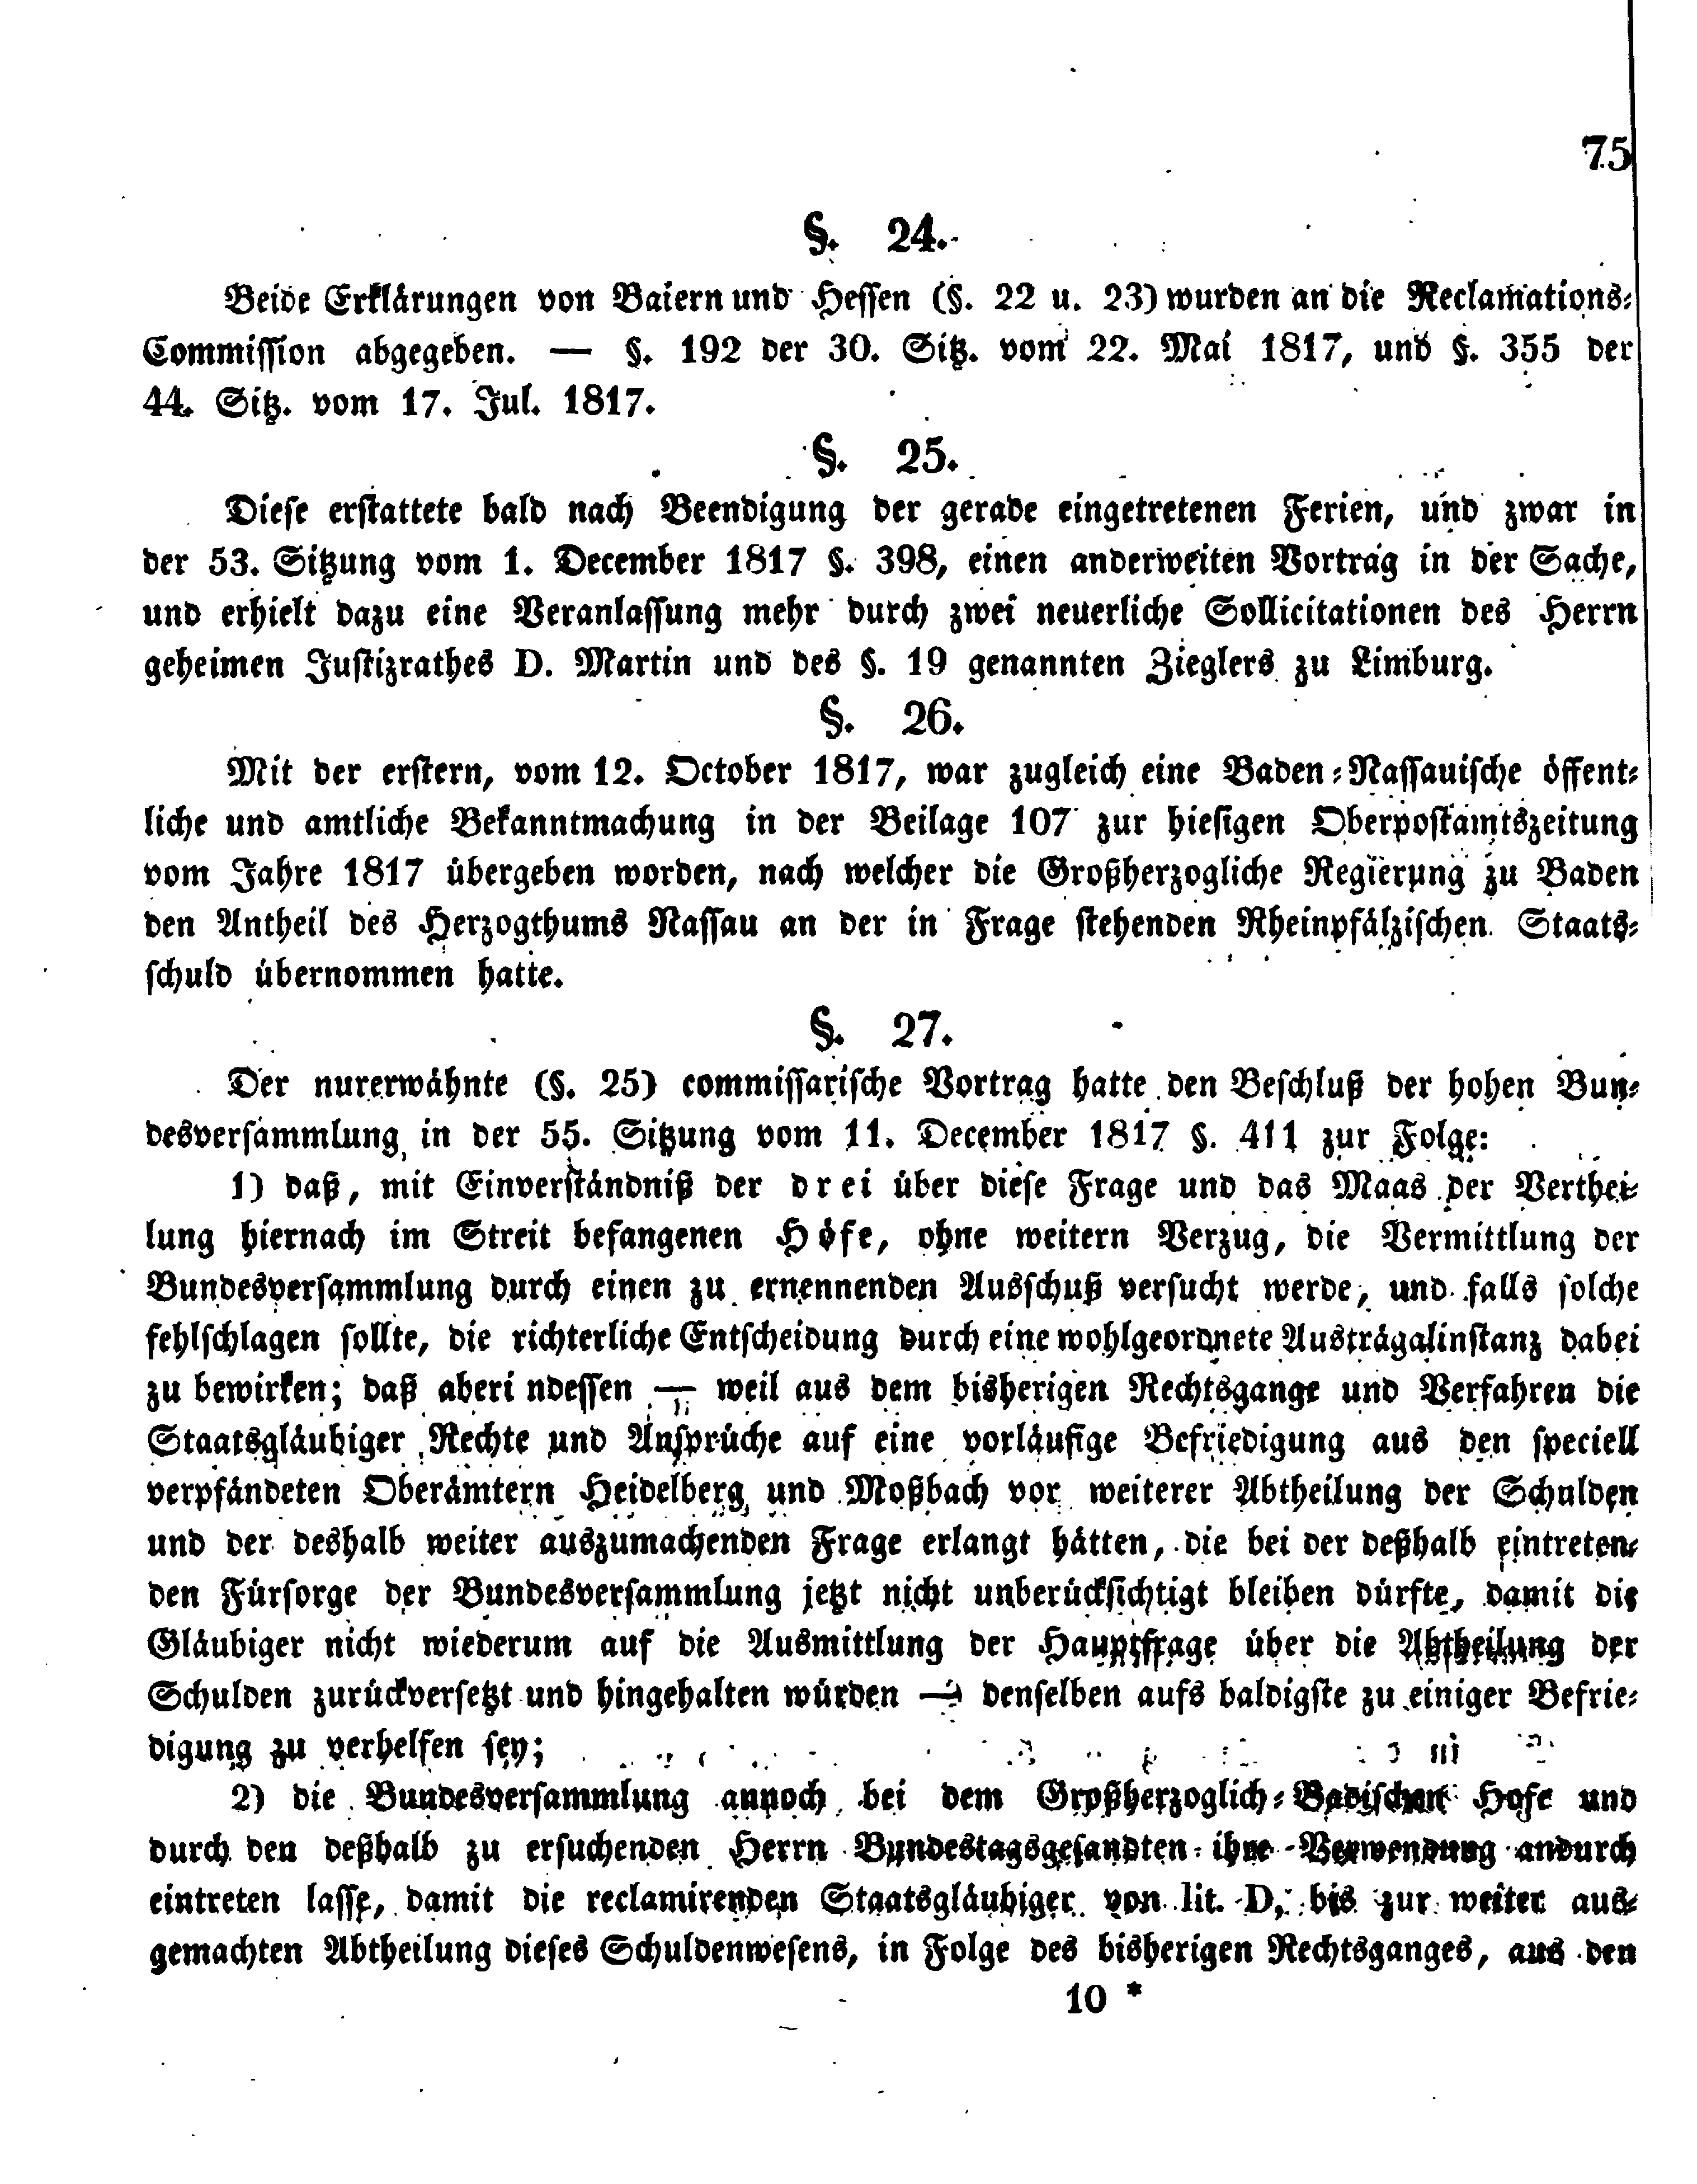 75
§. 24.
Beide Erklärungen von Baiern und Hessen (§. 22 u. 23) wurden an die Reclamations-
Commission abgegeben. — §. 192 der 30. Sitz. vom 22. Mai 1817, und §. 355 der
44. Sitz. vom 17. Jul. 1817.
§. 25.
Diese erstattete bald nach Beendigung der gerade eingetretenen Ferien, und zwar in
der 53. Sitzung vom 1. December 1817 §. 398, einen anderweiten Vortrag in der Sache,
und erhielt dazu eine Veranlassung mehr durch zwei neuerliche Sollicitationen des Herrn
geheimen Justizrathes D. Martin und des §. 19 genannten Zieglers zu Limburg.
§. 26.
Mit der erstern, vom 12. October 1817, war zugleich eine Baden-Nassauische öffent-
liche und amtliche Bekanntmachung in der Beilage 107 zur hiesigen Oberpostamtszeitung
vom Jahre 1817 übergeben worden, nach welcher die Großherzogliche Regierung zu Baden
den Antheil des Herzogthums Nassau an der in Frage stehenden Rheinpfälzischen Staats-
schuld übernommen hatte.
§. 27.
Der nurerwähnte (§. 25) commissarische Vortrag hatte den Beschluß der hohen Bun-
desversammlung in der 55. Sitzung vom 11. December 1817 §. 411 zur Folge:
1) daß, mit Einverständniß der drei über diese Frage und das Maas der Verthei-
lung hiernach im Streit befangenen Höfe, ohne weitern Verzug, die Vermittlung der
Bundesversammlung durch einen zu ernennenden Ausschuß versucht werde, und falls solche
fehlschlagen sollte, die richterliche Entscheidung durch eine wohlgeordnete Austrägalinstanz dabei
zu bewirken; daß aberi ndessen — weil aus dem bisherigen Rechtsgange und Verfahren die
Staatsgläubiger Rechte und Ansprüche auf eine vorläufige Befriedigung aus den speciell
verpfändeten Oberämtern Heidelberg und Moßbach vor weiterer Abtheilung der Schulden
und der deshalb weiter auszumachenden Frage erlangt hätten, die bei der deßhalb eintreten-
den Fürsorge der Bundesversammlung jetzt nicht unberücksichtigt bleiben dürfte, damit die
Gläubiger nicht wiederum auf die Ausmittlung der Hauptfrage über die Abtheilung der
Schulden zurückversetzt und hingehalten würden — denselben aufs baldigste zu einiger Befrie-
digung zu verhelfen sey;
2) die Bundesversammlung annoch bei dem Großherzoglich-Badischen Hofe und
durch den deßhalb zu ersuchenden Herrn Bundestagsgesandten ihre Verwendung andurch
eintreten lasse, damit die reclamirenden Staatsgläubiger von lit. D, bis zur weiter aus-
gemachten Abtheilung dieses Schuldenwesens, in Folge des bisherigen Rechtsganges, aus den
10 *